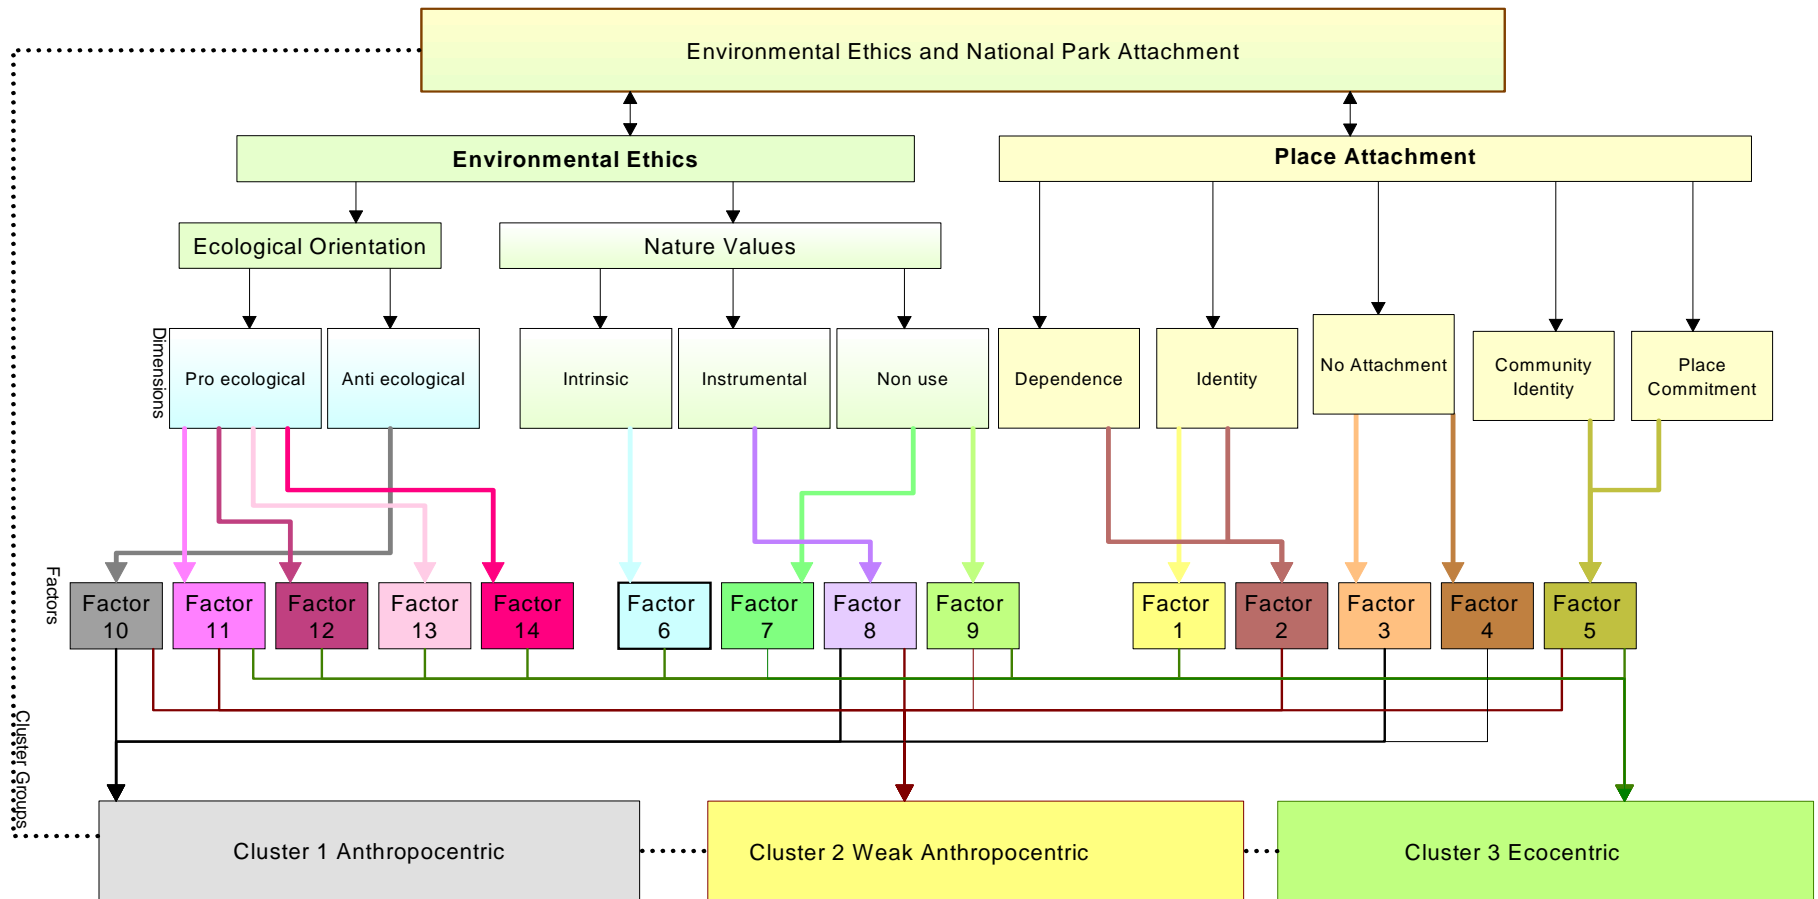 Environmental Ethics and National Park Attachment
Environmental Ethics
Place Attachment
Ecological Orientation
Nature Values
Dimensions
Pro ecological
Anti ecological
Intrinsic
Instrumental
Non use
Dependence
Identity
No Attachment
Community
Identity
Place
Commitment
Factors
Factor
10
Factor
11
Factor
12
Factor
13
Factor
14
Factor
6
Factor
7
Factor
8
Factor
9
Factor
1
Factor
2
Factor
3
Factor
4
Factor
5
Cluster Groups
Cluster 1 Anthropocentric
Cluster 2 Weak Anthropocentric
Cluster 3 Ecocentric